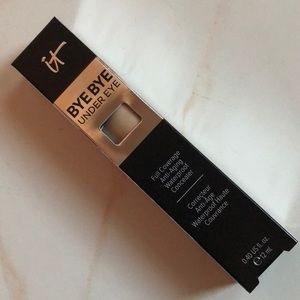 it
BYE BYE
UNDER EYE
Full Coverage
Anti-Aging
Waterproof
Concealer
Correcteur
Anti-Âge
Waterproof Haute
Couvrance
0.40 US fl. oz.
℮ 12 ml